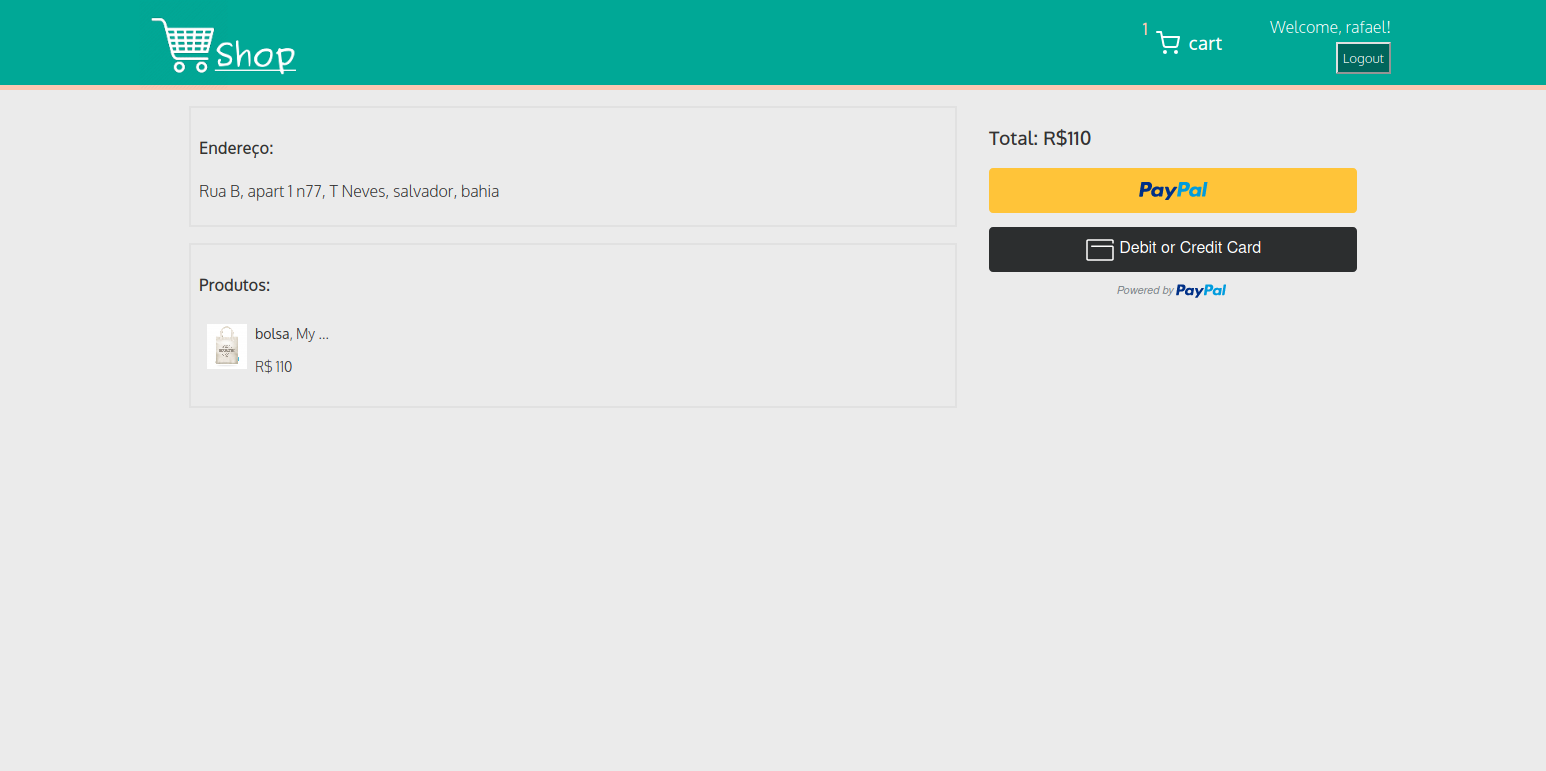 Shop
1
cart
Welcome, rafael!
Logout
Endereço:
Rua B, apart 1 n77, T Neves, salvador, bahia
Produtos:
bolsa, My ...
R$ 110
Total: R$110
PayPal
Debit or Credit Card
Powered by PayPal